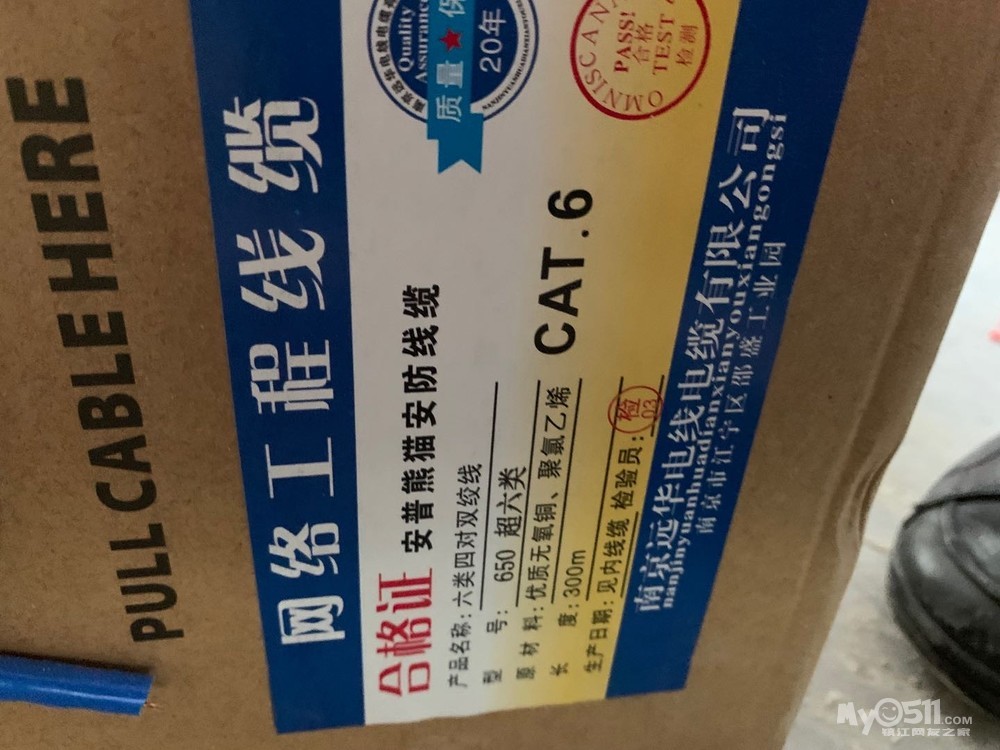 PULL CABLE HERE
网络工程线缆
Quality
Assurance
质量★保
20年
OMNISCAN
PASS!
合格
TEST
检测
合格证 安普熊猫安防线缆
产品名称:六类四对双绞线
型 号: 650 超六类
CAT.6
原 材 料:优质无氧铜、聚氯乙烯
长 度:300m
生产日期:见内线缆 检验员:
检
03
南京远华电线电缆有限公司
nanjinyuanhuadianxianyouxiangongsi
南京市江宁区邵盛工业园
My0511.COM
镇江网友之家